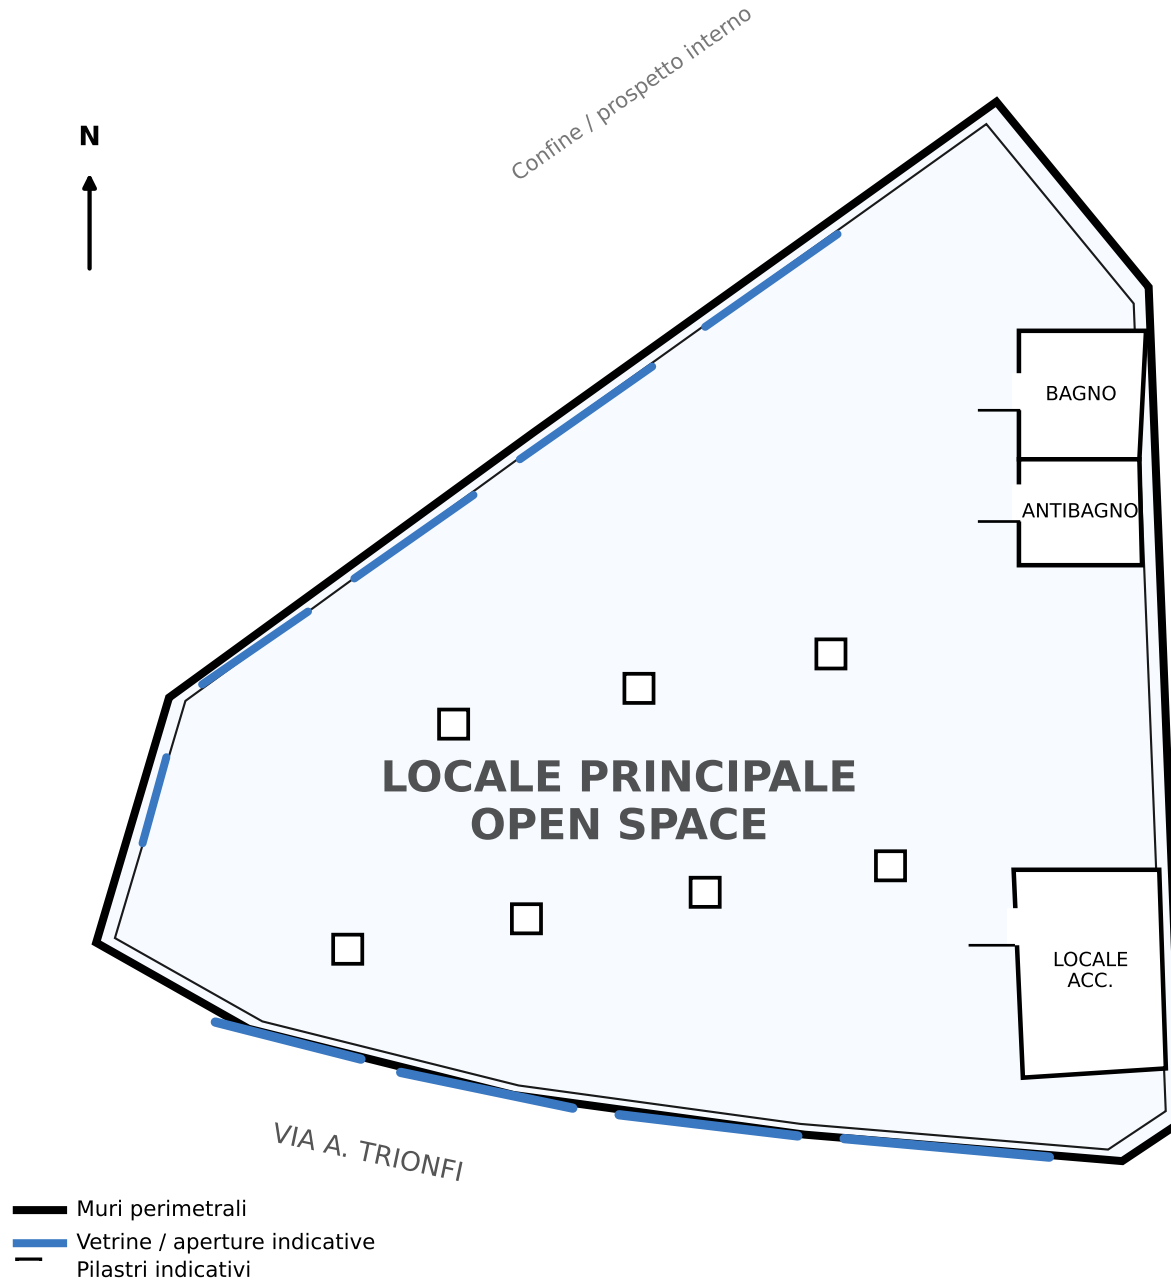 Confine / prospetto interno
N
BAGNO
ANTIBAGNO
LOCALE PRINCIPALE
OPEN SPACE
LOCALE
ACC.
VIA A. TRIONFI
Muri perimetrali
Vetrine / aperture indicative
Pilastri indicativi